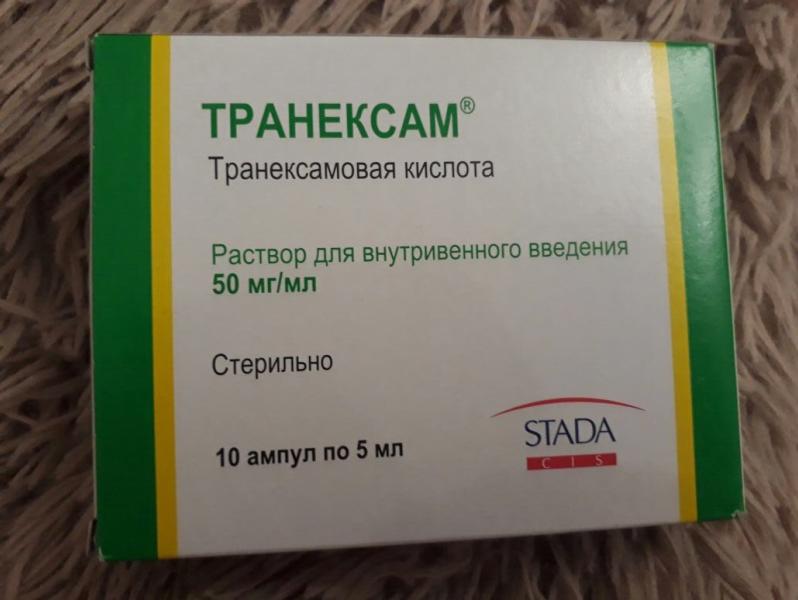 ТРАНЕКСАМ®
Транексамовая кислота
Раствор для внутривенного введения
50 мг/мл
Стерильно
10 ампул по 5 мл
STADA
CIS